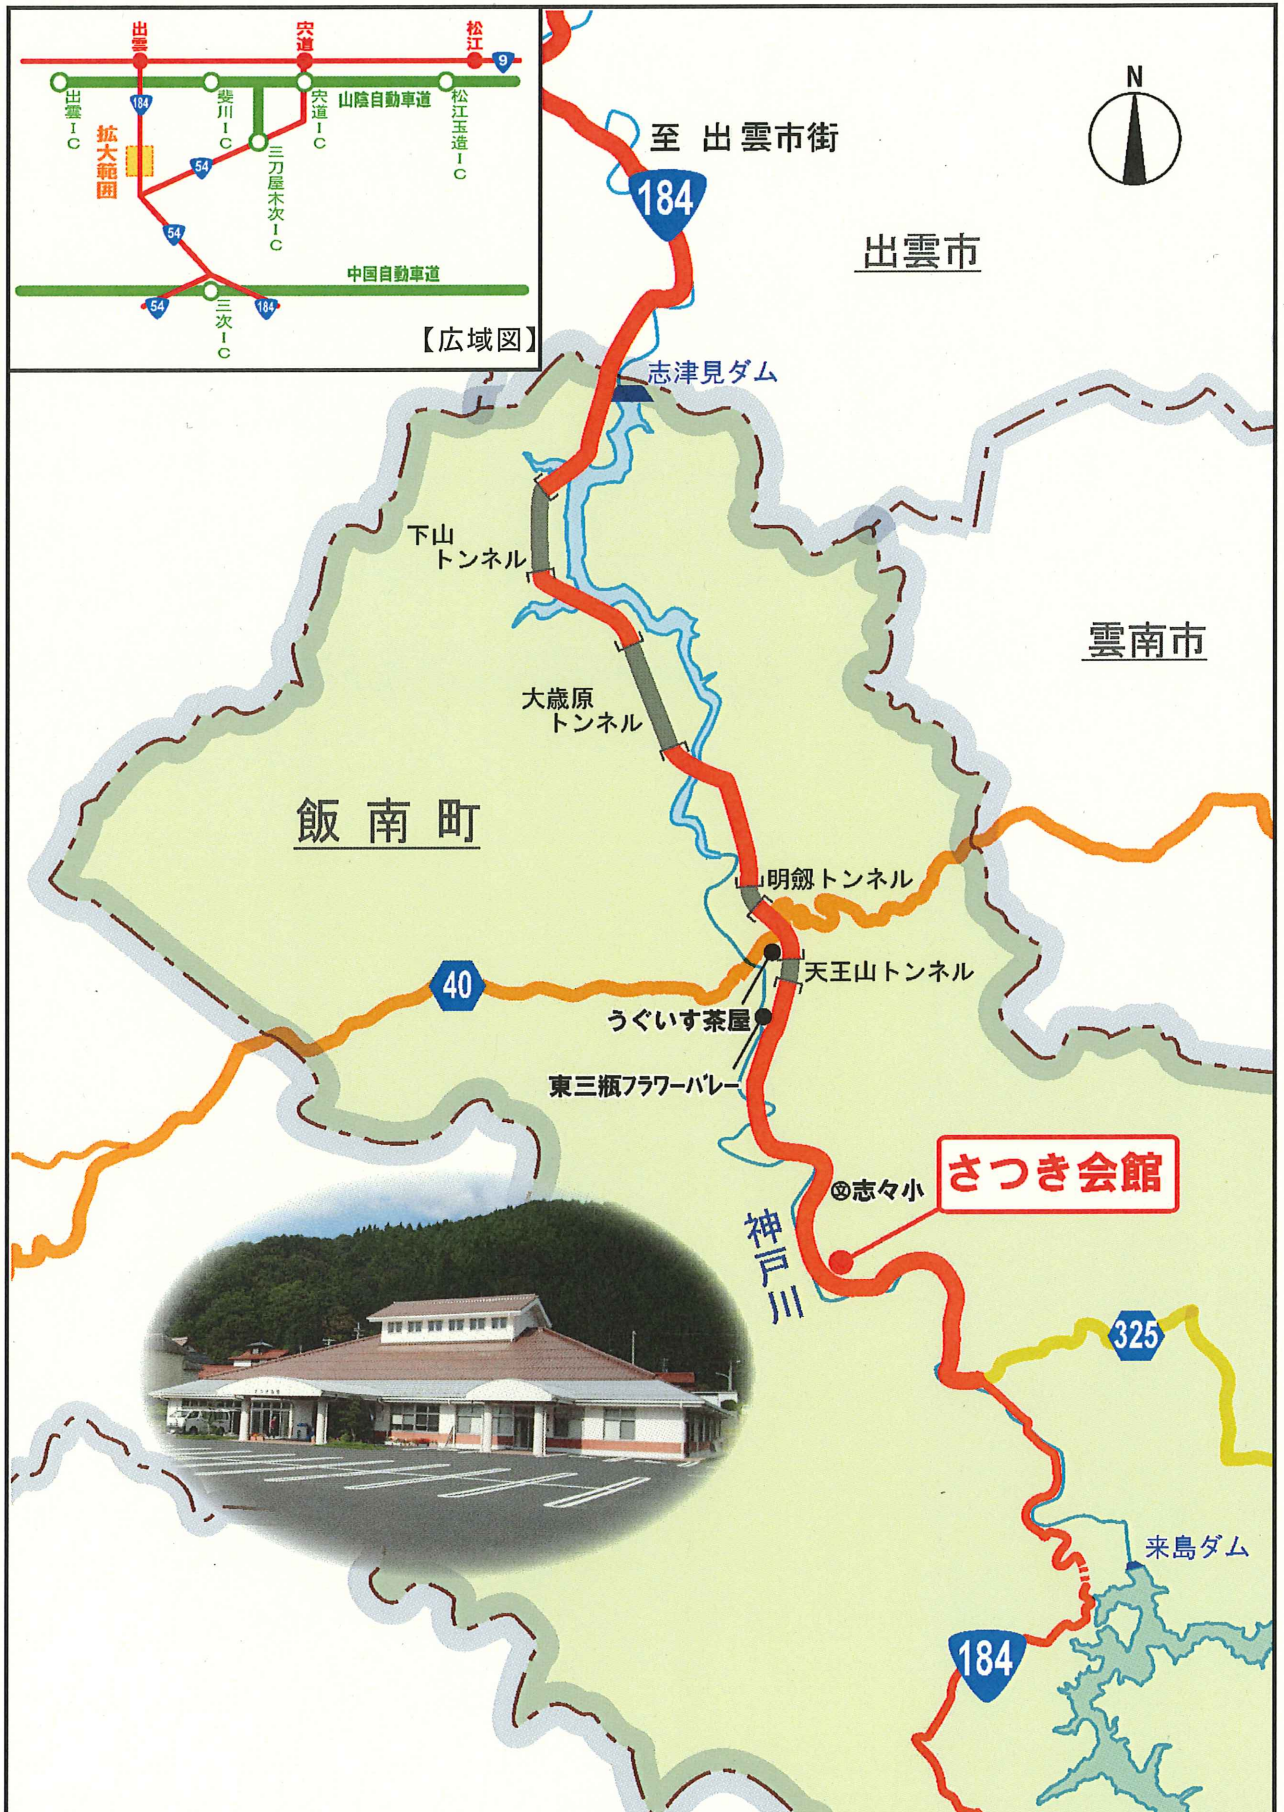 出雲
宍道
松江
9
出雲IC
184
斐川IC
宍道IC
山陰自動車道
松江玉造IC
拡大範囲
54
三刀屋木次IC
54
中国自動車道
54
三次IC
184
【広域図】
N
至 出雲市街
184
出雲市
志津見ダム
下山
トンネル
雲南市
大歳原
トンネル
飯南町
明劔トンネル
40
天王山トンネル
うぐいす茶屋
東三瓶フラワーバレー
さつき会館
文志々小
神戸川
325
来島ダム
184